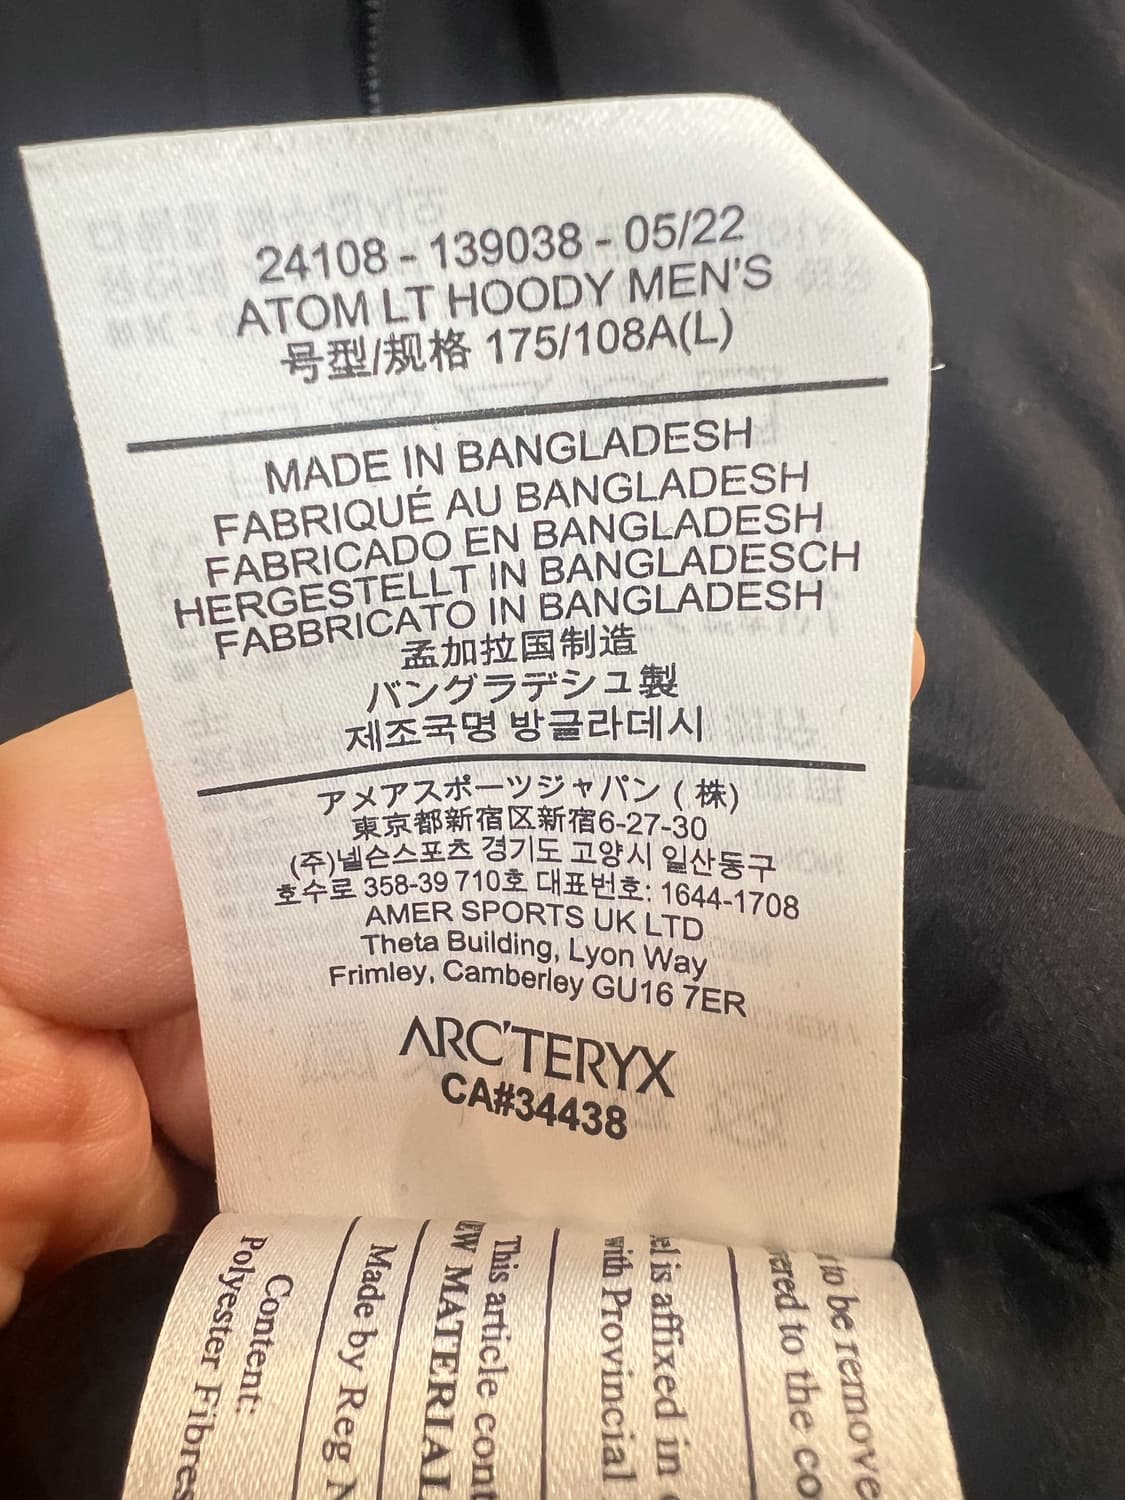 24108 - 139038 - 05/22
ATOM LT HOODY MEN'S
号型/规格 175/108A(L)
MADE IN BANGLADESH
FABRIQUÉ AU BANGLADESH
FABRICADO EN BANGLADESH
HERGESTELLT IN BANGLADESCH
FABBRICATO IN BANGLADESH
孟加拉国制造
バングラデシュ製
제조국명 방글라데시
アメアスポーツジャパン ( 株)
東京都新宿区新宿6-27-30
(주)넬슨스포츠 경기도 고양시 일산동구
호수로 358-39 710호 대표번호: 1644-1708
AMER SPORTS UK LTD
Theta Building, Lyon Way
Frimley, Camberley GU16 7ER
ARC'TERYX
CA#34438
to be remove
ered to the co
el is affixed in
with Provincial
This article cont
EW MATERIAL
Made by Reg N
Content:
Polyester Fibres